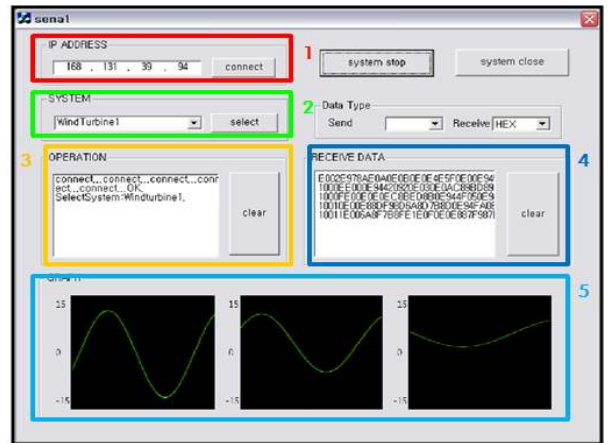 sena1
IP ADDRESS
168 . 131 . 39 . 94
connect
1
system stop
system close
SYSTEM
WindTurbine1
select
2
Data Type
Send
Receive
HEX
3
OPERATION
connect,,,connect,,,connect,,,conn
ect,,,connect,,,OK,
SelectSystem:Windturbine1,
clear
RECEIVE DATA
4
clear
GRAPH
5
15
0
-15
15
0
-15
15
0
-15